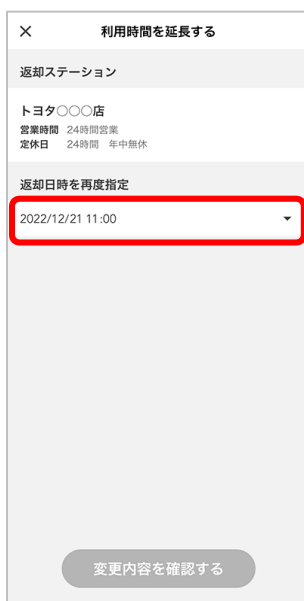 × 利用時間を延長する
返却ステーション
トヨタ○○○店
営業時間 24時間営業
定休日 24時間 年中無休
返却日時を再度指定
2022/12/21 11:00
変更内容を確認する